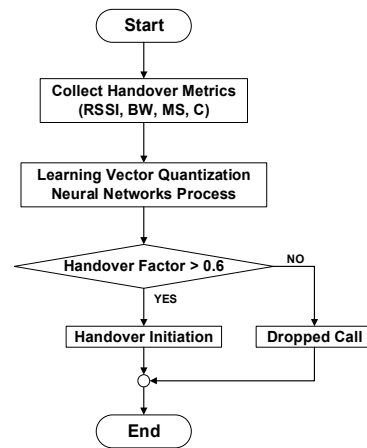 Start
Collect Handover Metrics
(RSSI, BW, MS, C)
Learning Vector Quantization
Neural Networks Process
Handover Factor > 0.6
NO
YES
Handover Initiation
Dropped Call
End